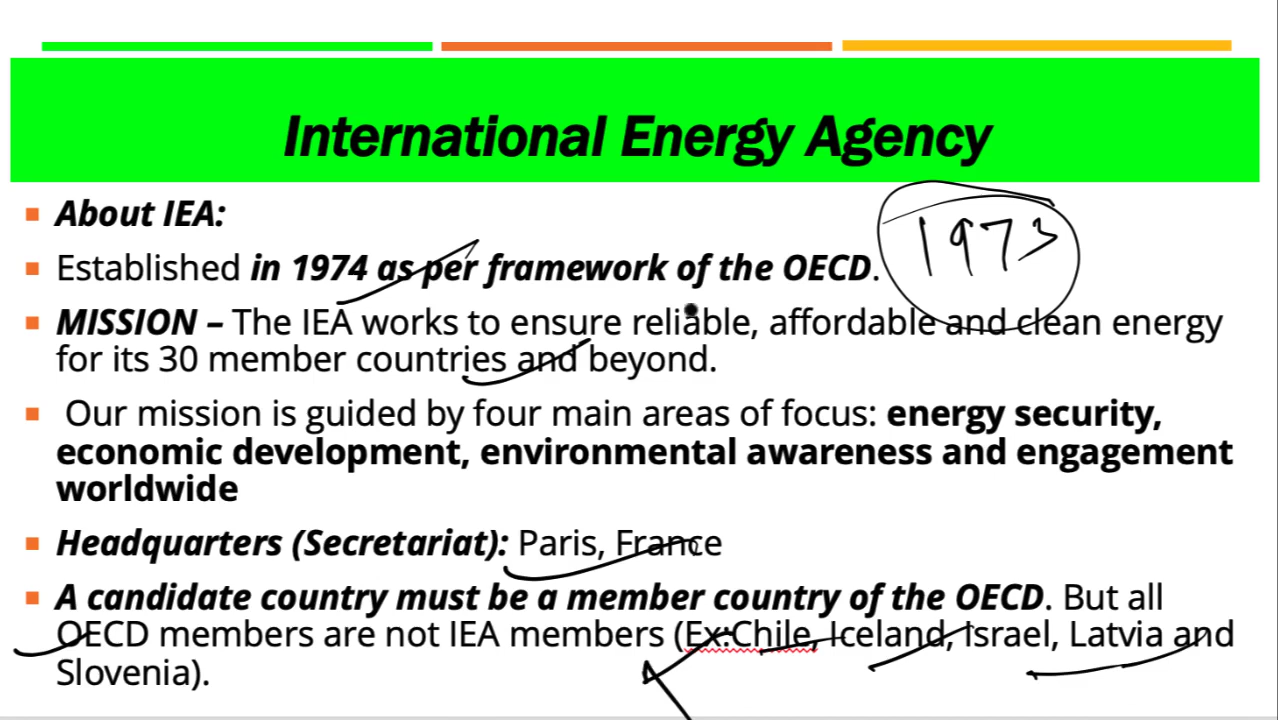 International Energy Agency
About IEA:
Established in 1974 as per framework of the OECD.
1973
MISSION – The IEA works to ensure reliable, affordable and clean energy
for its 30 member countries and beyond.
Our mission is guided by four main areas of focus: energy security,
economic development, environmental awareness and engagement
worldwide
Headquarters (Secretariat): Paris, France
A candidate country must be a member country of the OECD. But all
OECD members are not IEA members (Ex:Chile, Iceland, Israel, Latvia and
Slovenia).